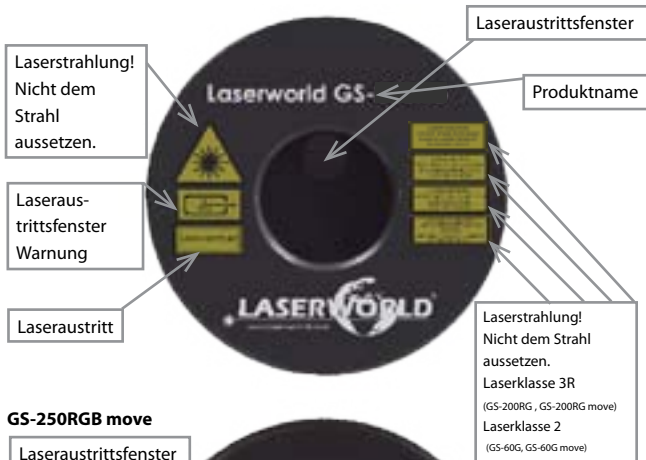 Laseraustrittsfenster
Laserstrahlung!
Nicht dem
Strahl
aussetzen.
Laserworld GS-
Produktname
Laseraus-
trittsfenster
Warnung
Laseraustritt
LASERWORLD
Laserstrahlung!
Nicht dem Strahl
aussetzen.
Laserklasse 3R
(GS-200RG , GS-200RG move)
Laserklasse 2
(GS-60G, GS-60G move)
GS-250RGB move
Laseraustrittsfenster